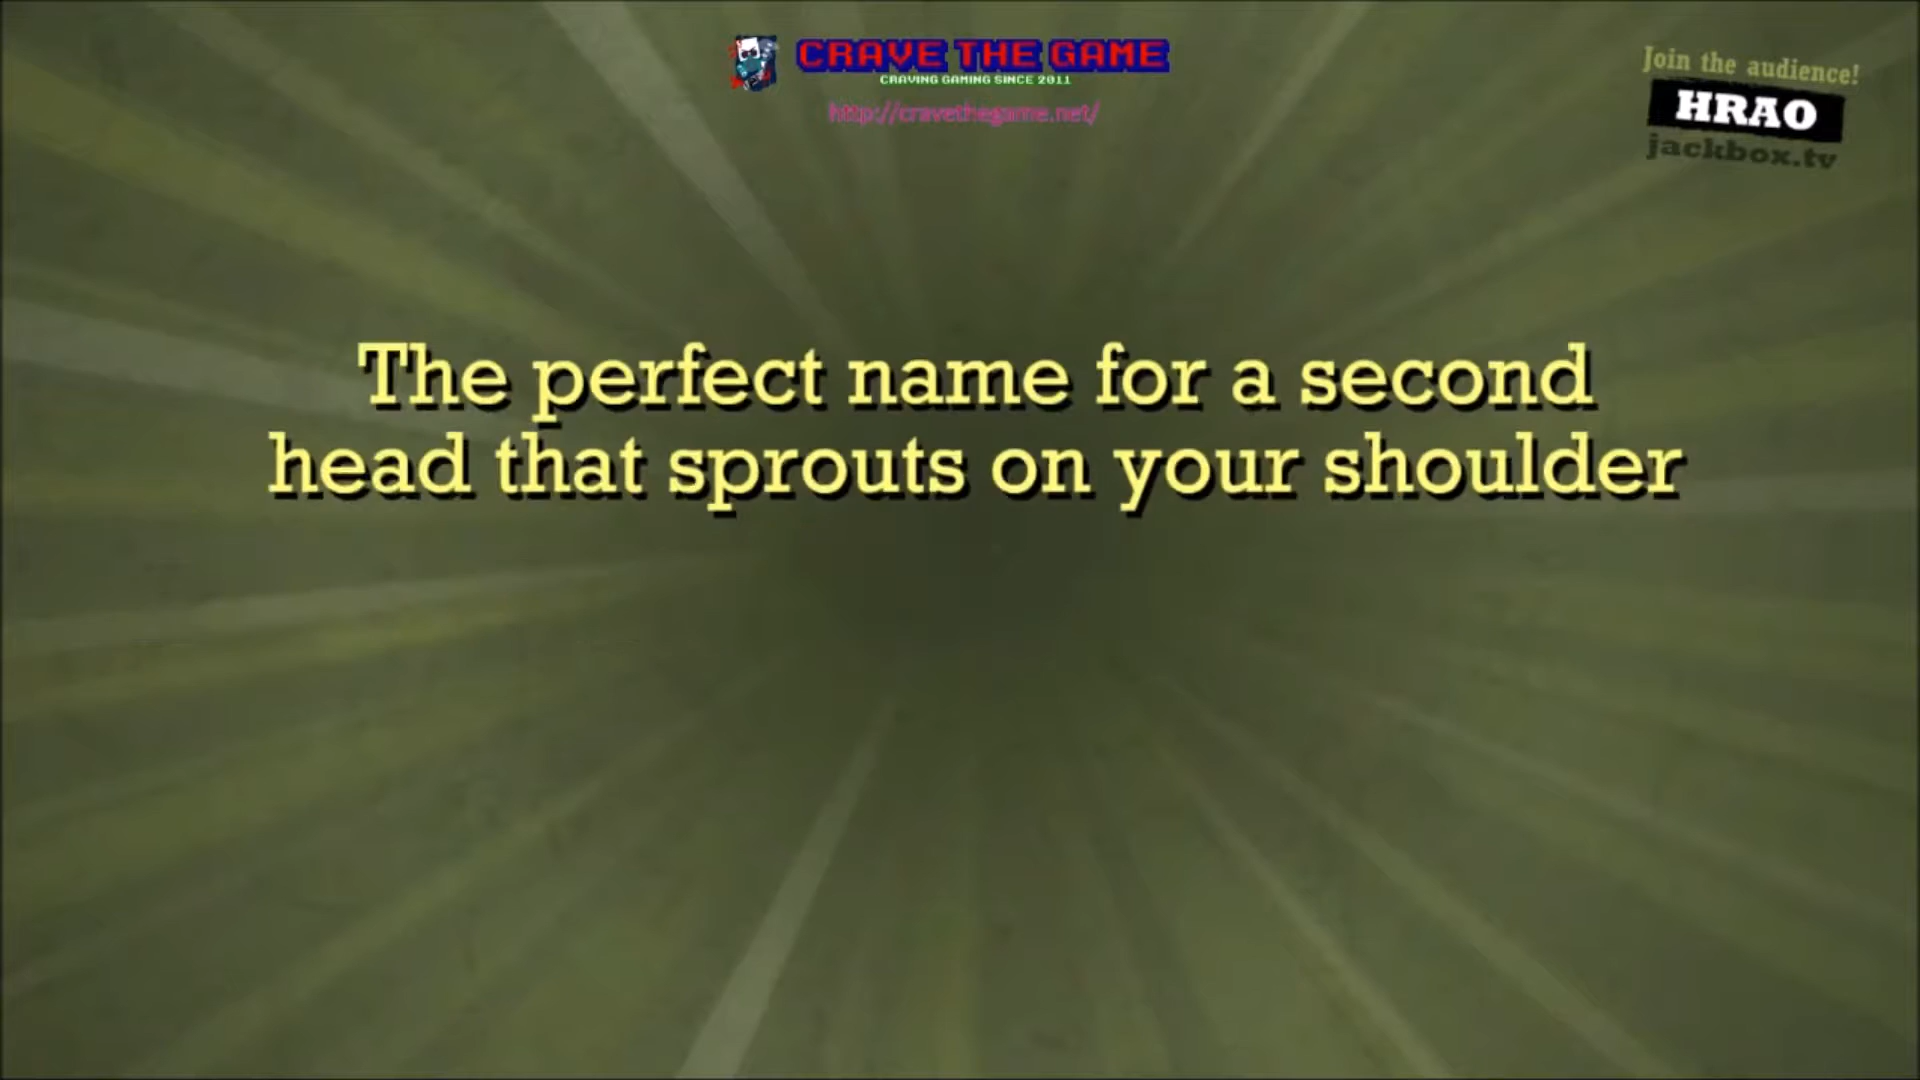 CRAVE THE GAME
CRAVING GAMING SINCE 2011
http://cravethegame.net/
Join the audience!
HRAO
jackbox.tv
The perfect name for a second
head that sprouts on your shoulder